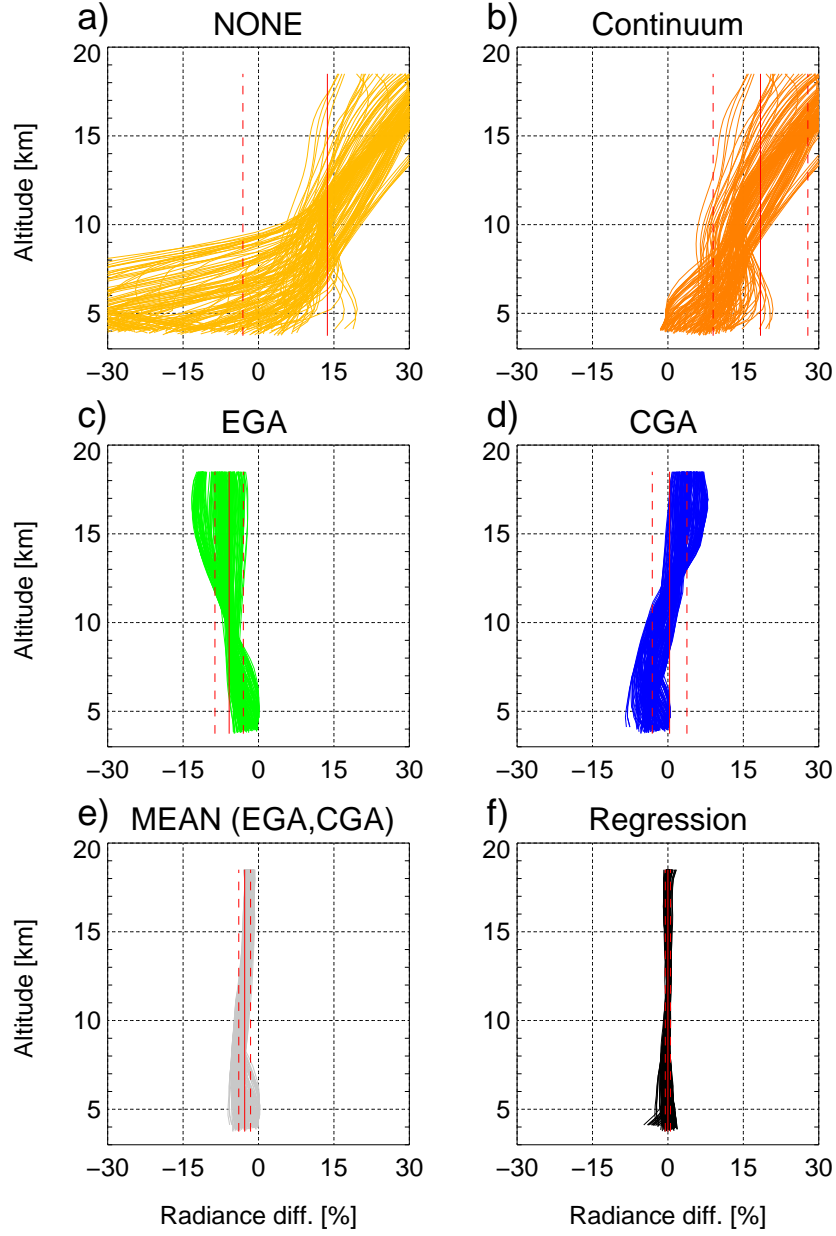 a) NONE
b) Continuum
20
15
10
5
Altitude [km]
−30 −15 0 15 30
20
15
10
5
Altitude [km]
−30 −15 0 15 30
c) EGA
d) CGA
20
15
10
5
Altitude [km]
−30 −15 0 15 30
20
15
10
5
−30 −15 0 15 30
e) MEAN (EGA,CGA)
f) Regression
20
15
10
5
Altitude [km]
−30 −15 0 15 30
Radiance diff. [%]
20
15
10
5
−30 −15 0 15 30
Radiance diff. [%]